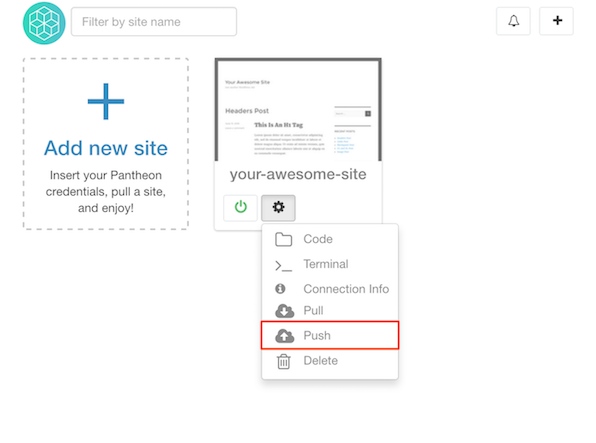 Filter by site name
Add new site
Insert your Pantheon
credentials, pull a site,
and enjoy!
Your Awesome Site
Headers Post
This Is An H1 Tag
your-awesome-site
Code
Terminal
Connection Info
Pull
Push
Delete